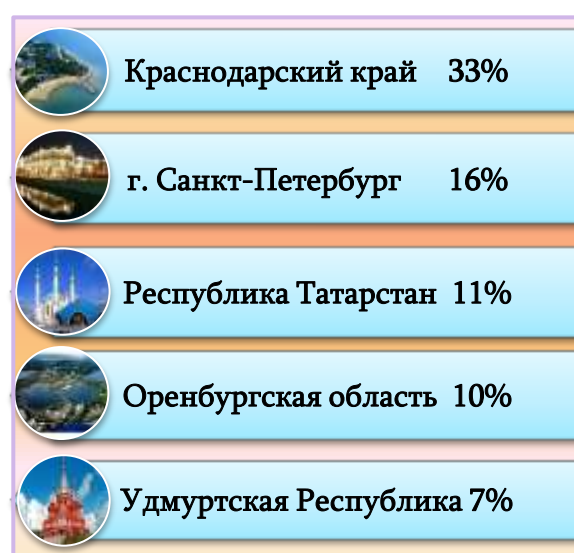 Краснодарский край 33%
г. Санкт-Петербург 16%
Республика Татарстан 11%
Оренбургская область 10%
Удмуртская Республика 7%